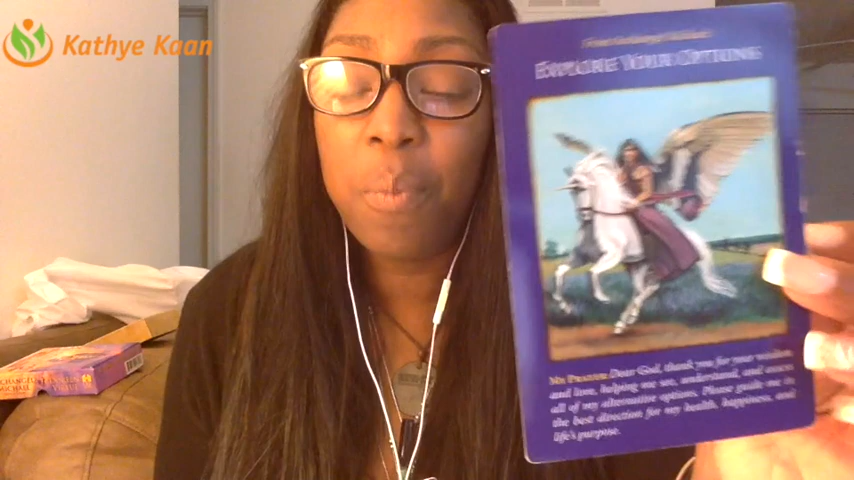 Kathye Kaan
EXPLORE YOUR OPTIONS
MY PRAYER: Dear God, thank you for your wisdom
and love, helping me see, understand, and access
all of my alternative options. Please guide me in
the best direction for my health, happiness, and
life's purpose.